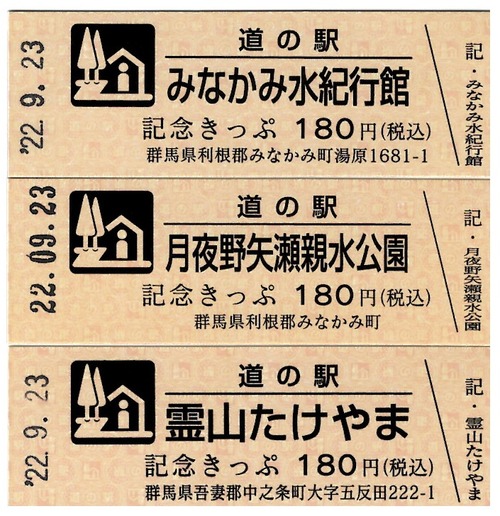 '22.9.23
道の駅
みなかみ水紀行館
記念きっぷ 180円(税込)
群馬県利根郡みなかみ町湯原1681-1
記・みなかみ水紀行館
22.09.23
道の駅
月夜野矢瀬親水公園
記念きっぷ 180円(税込)
群馬県利根郡みなかみ町
記・月夜野矢瀬親水公園
'22.9.23
道の駅
霊山たけやま
記念きっぷ 180円(税込)
群馬県吾妻郡中之条町大字五反田222-1
記・霊山たけやま